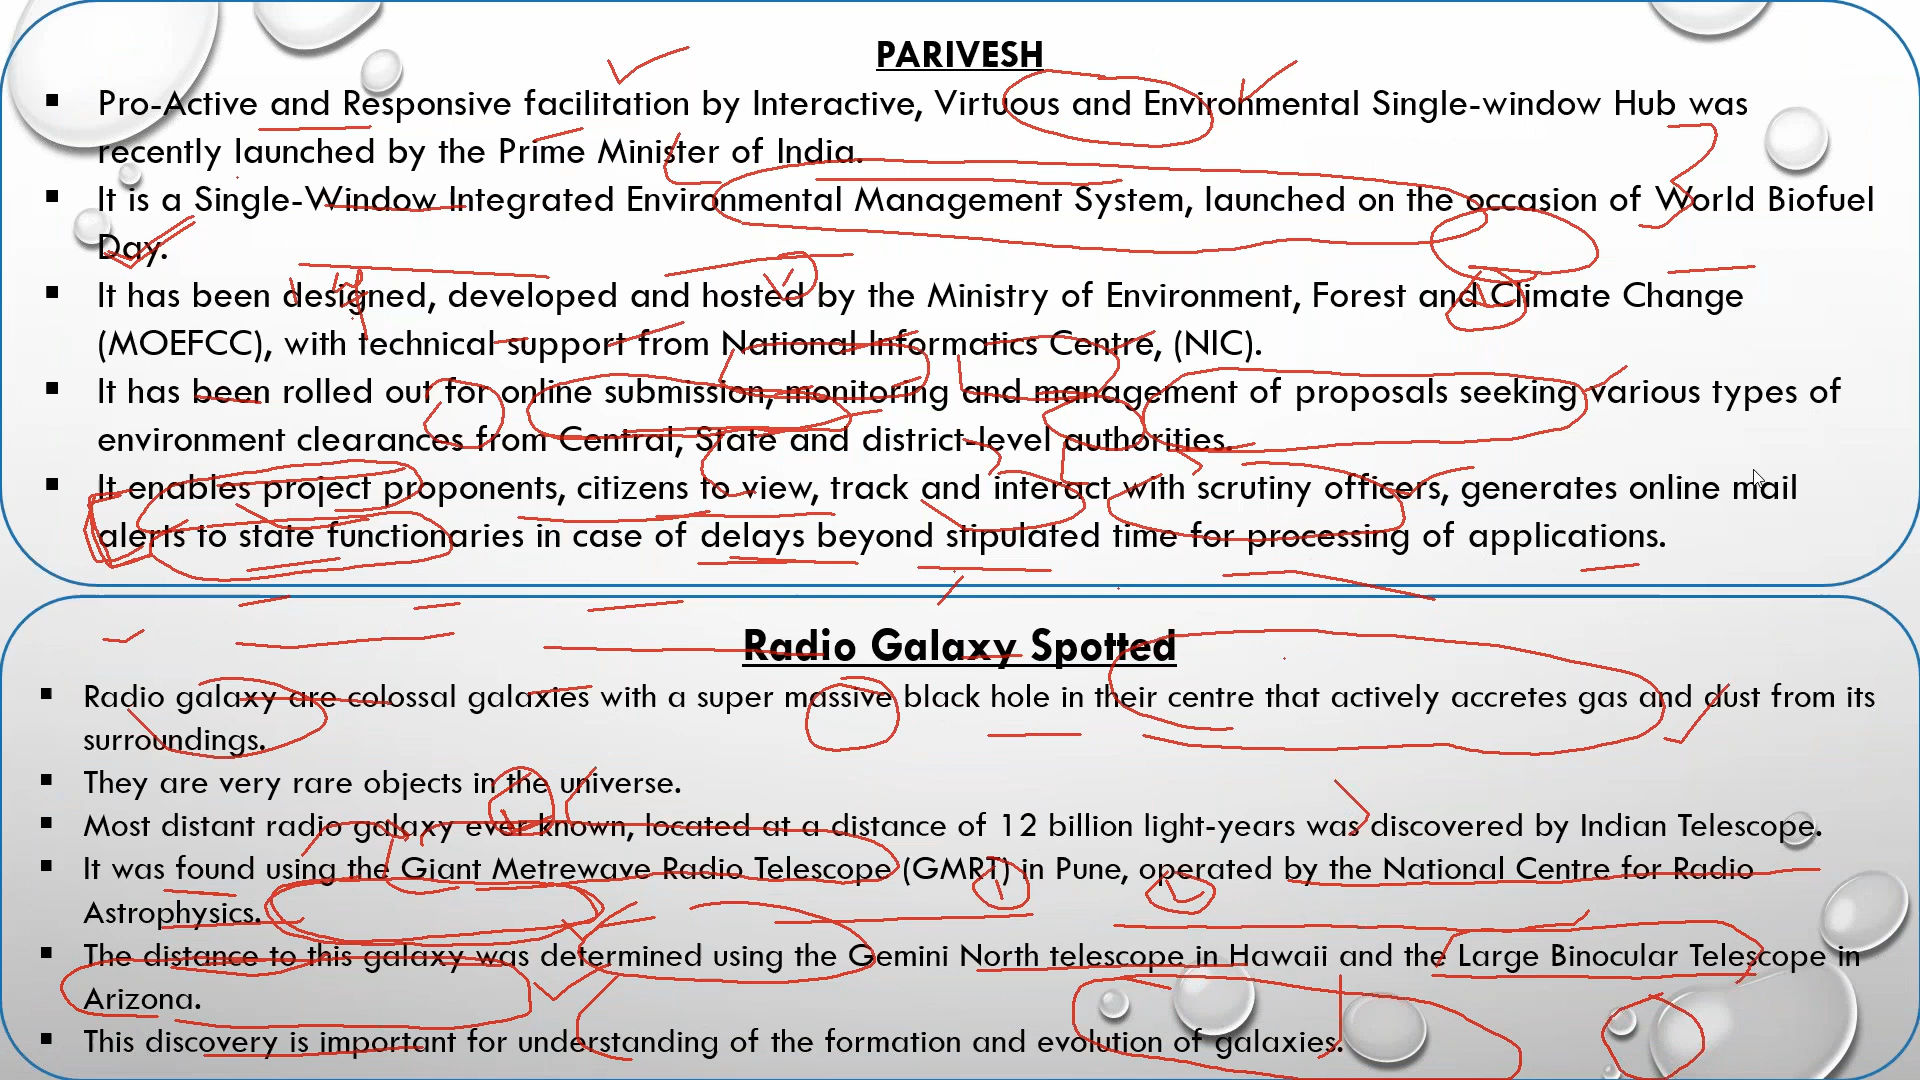 PARIVESH
▪ Pro-Active and Responsive facilitation by Interactive, Virtuous and Environmental Single-window Hub was
recently launched by the Prime Minister of India.
▪ It is a Single-Window Integrated Environmental Management System, launched on the occasion of World Biofuel
Day.
▪ It has been designed, developed and hosted by the Ministry of Environment, Forest and Climate Change
(MOEFCC), with technical support from National Informatics Centre, (NIC).
▪ It has been rolled out for online submission, monitoring and management of proposals seeking various types of
environment clearances from Central, State and district-level authorities.
▪ It enables project proponents, citizens to view, track and interact with scrutiny officers, generates online mail
alerts to state functionaries in case of delays beyond stipulated time for processing of applications.
Radio Galaxy Spotted
▪ Radio galaxy are colossal galaxies with a super massive black hole in their centre that actively accretes gas and dust from its
surroundings.
▪ They are very rare objects in the universe.
▪ Most distant radio galaxy ever known, located at a distance of 12 billion light-years was discovered by Indian Telescope.
▪ It was found using the Giant Metrewave Radio Telescope (GMRT) in Pune, operated by the National Centre for Radio
Astrophysics.
▪ The distance to this galaxy was determined using the Gemini North telescope in Hawaii and the Large Binocular Telescope in
Arizona.
▪ This discovery is important for understanding of the formation and evolution of galaxies.